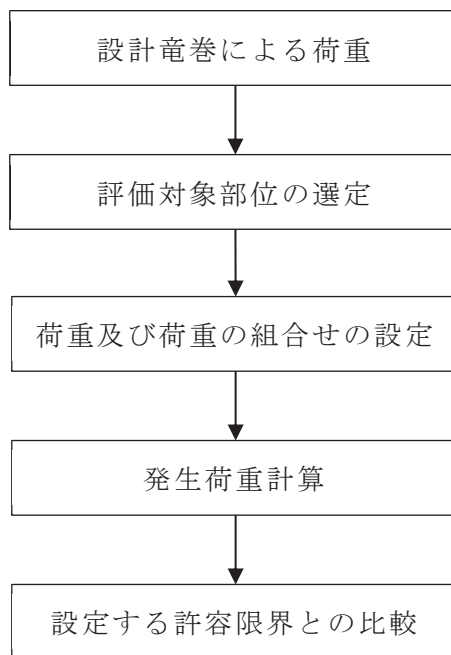 設計竜巻による荷重
評価対象部位の選定
荷重及び荷重の組合せの設定
発生荷重計算
設定する許容限界との比較